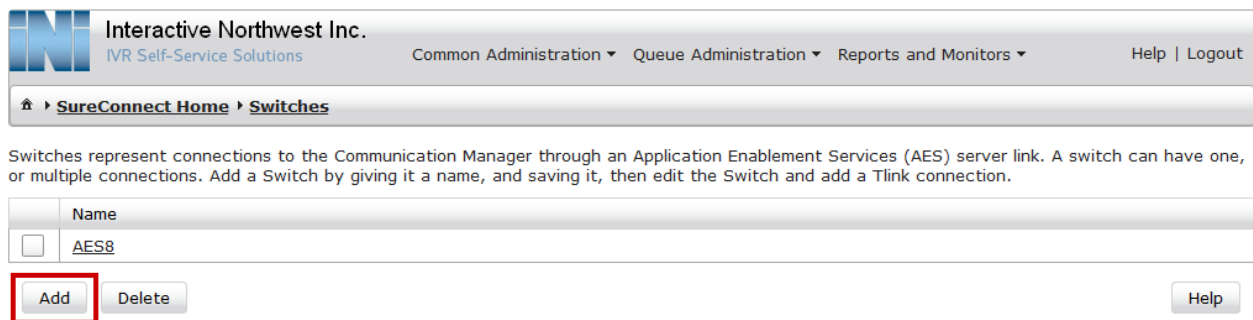 iNi
Interactive Northwest Inc.
IVR Self-Service Solutions
Common Administration ▾ Queue Administration ▾ Reports and Monitors ▾ Help | Logout
SureConnect Home ▸ Switches
Switches represent connections to the Communication Manager through an Application Enablement Services (AES) server link. A switch can have one,
or multiple connections. Add a Switch by giving it a name, and saving it, then edit the Switch and add a Tlink connection.
Name
AES8
Add Delete Help